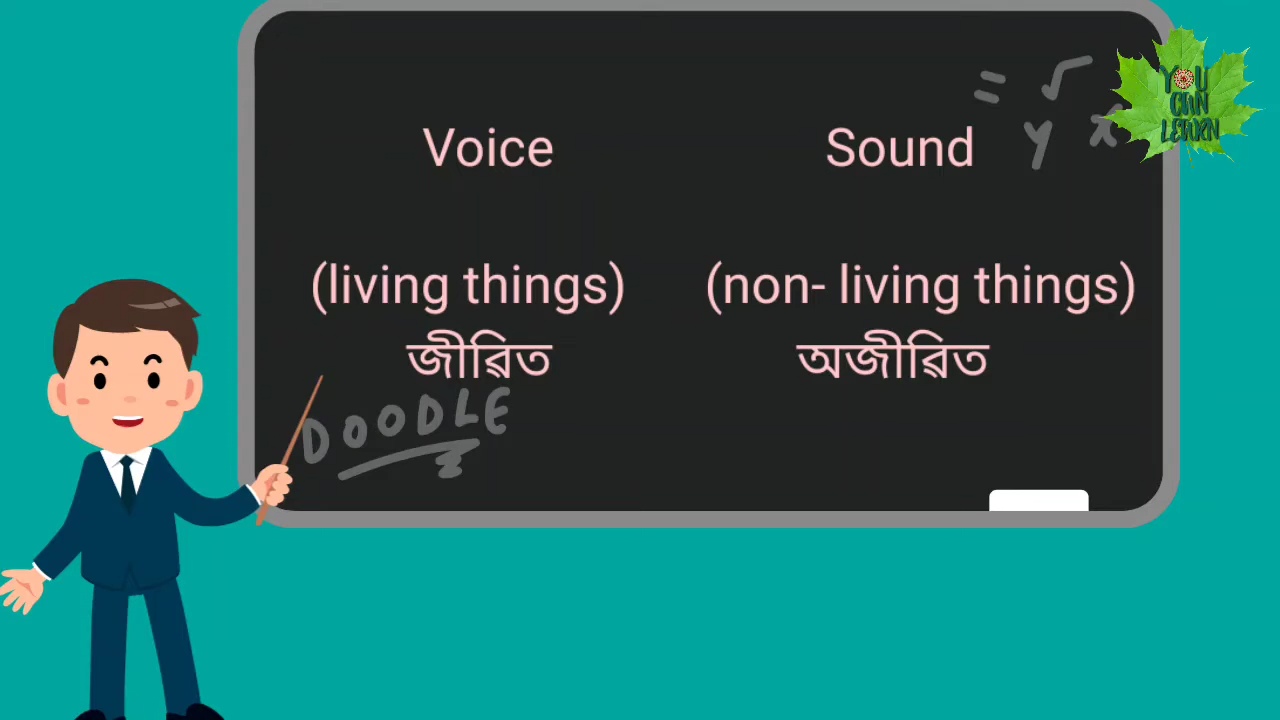 Voice Sound
(living things) (non- living things)
জীৱিত অজীৱিত
DOODLE
= √
y x
YOU
CAN
LEARN